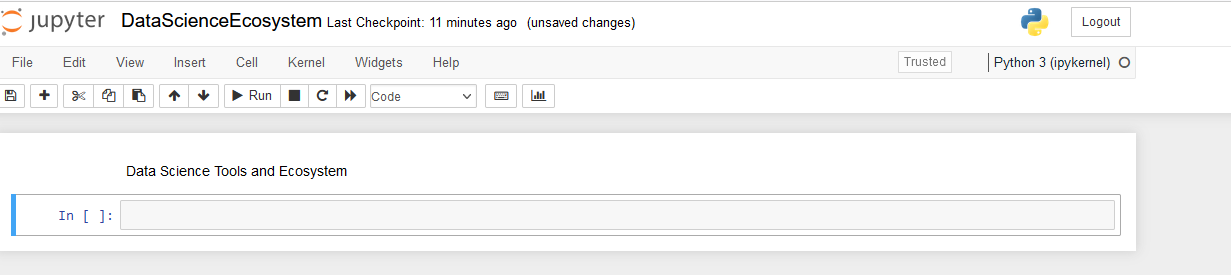 jupyter DataScienceEcosystem Last Checkpoint: 11 minutes ago (unsaved changes) Logout
File Edit View Insert Cell Kernel Widgets Help Trusted Python 3 (ipykernel)
Run Code
Data Science Tools and Ecosystem
In [ ]: